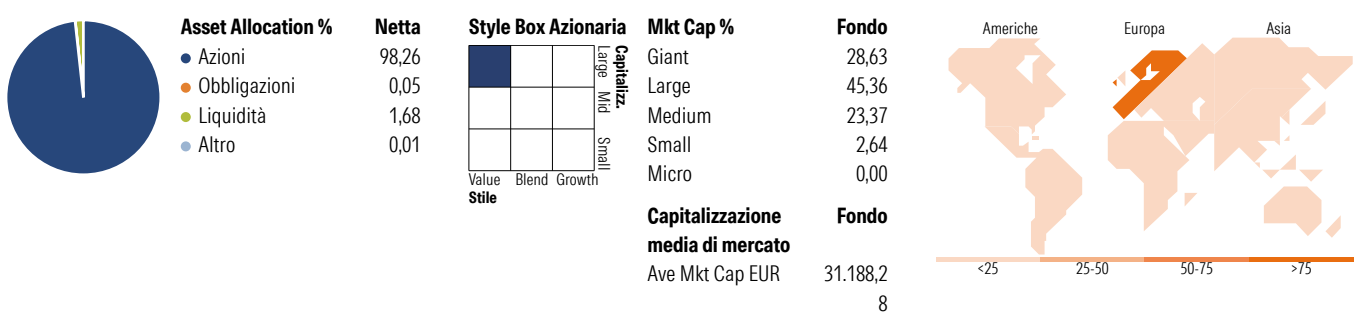 Asset Allocation % Netta
Azioni 98,26
Obbligazioni 0,05
Liquidità 1,68
Altro 0,01
Style Box Azionaria
Capitalizz.
Large Mid Small
Value Blend Growth
Stile
Mkt Cap % Fondo
Giant 28,63
Large 45,36
Medium 23,37
Small 2,64
Micro 0,00
Capitalizzazione Fondo
media di mercato
Ave Mkt Cap EUR 31.188,2
8
Americhe Europa Asia
<25 25-50 50-75 >75